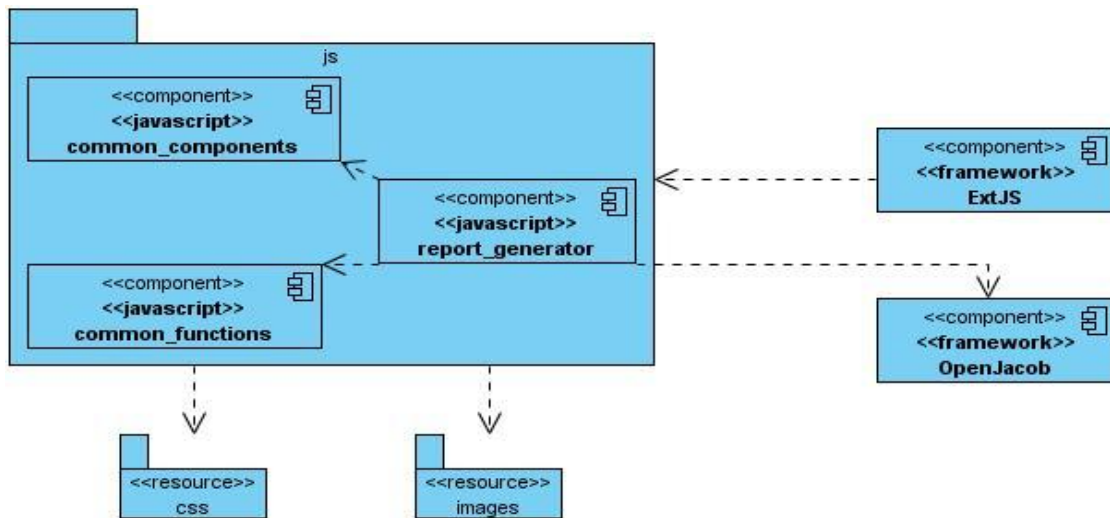 js
<<component>>
<<javascript>>
common_components
<<component>>
<<javascript>>
report_generator
<<component>>
<<javascript>>
common_functions
<<component>>
<<framework>>
ExtJS
<<component>>
<<framework>>
OpenJacob
<<resource>>
css
<<resource>>
images